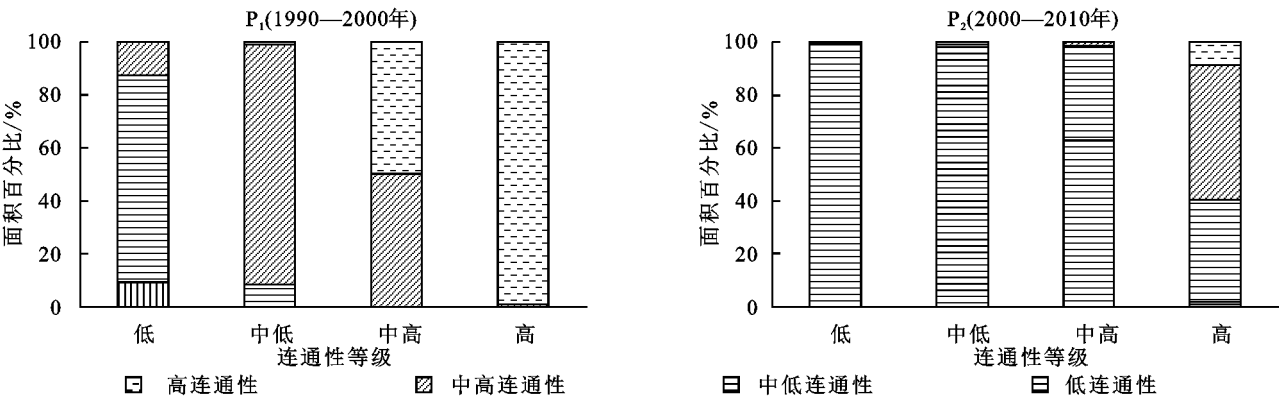 P₁(1990—2000年)
面积百分比/%
100
80
60
40
20
0
低 中低 中高 高
连通性等级
P₂(2000—2010年)
面积百分比/%
100
80
60
40
20
0
低 中低 中高 高
连通性等级
高连通性 中高连通性 中低连通性 低连通性